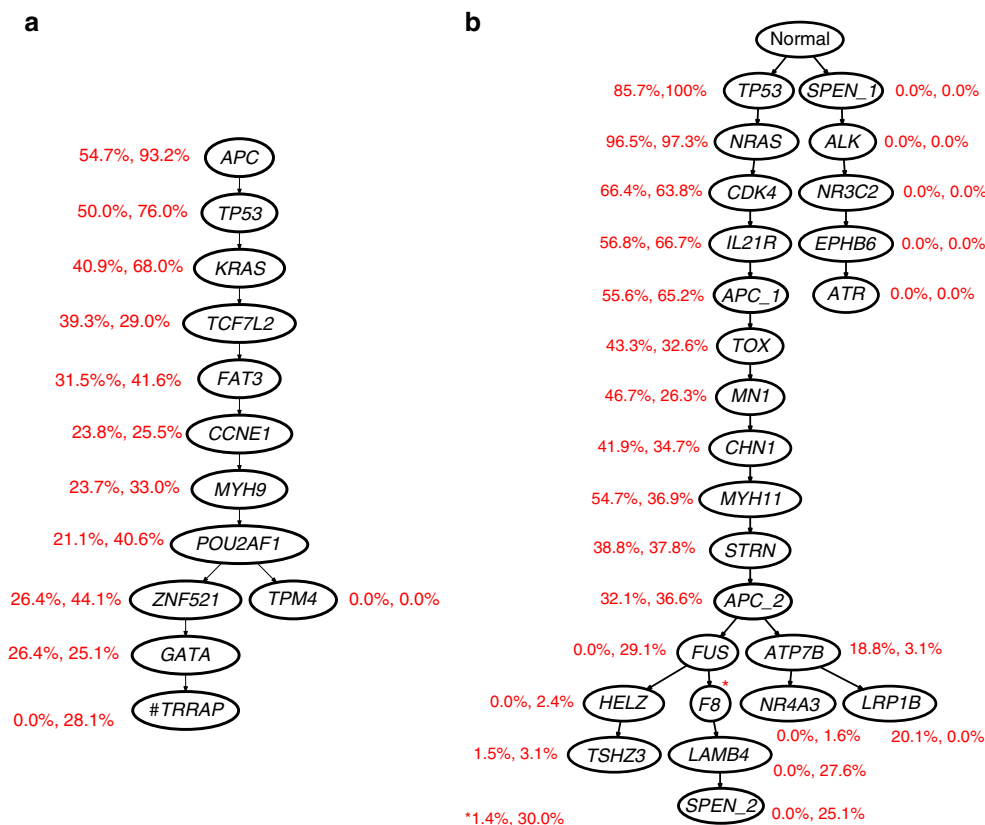 a
54.7%, 93.2% APC
50.0%, 76.0% TP53
40.9%, 68.0% KRAS
39.3%, 29.0% TCF7L2
31.5%%, 41.6% FAT3
23.8%, 25.5% CCNE1
23.7%, 33.0% MYH9
21.1%, 40.6% POU2AF1
26.4%, 44.1% ZNF521 TPM4 0.0%, 0.0%
26.4%, 25.1% GATA
0.0%, 28.1% #TRRAP
b
Normal
85.7%,100% TP53 SPEN_1 0.0%, 0.0%
96.5%, 97.3% NRAS ALK 0.0%, 0.0%
66.4%, 63.8% CDK4 NR3C2 0.0%, 0.0%
56.8%, 66.7% IL21R EPHB6 0.0%, 0.0%
55.6%, 65.2% APC_1 ATR 0.0%, 0.0%
43.3%, 32.6% TOX
46.7%, 26.3% MN1
41.9%, 34.7% CHN1
54.7%, 36.9% MYH11
38.8%, 37.8% STRN
32.1%, 36.6% APC_2
0.0%, 29.1% FUS ATP7B 18.8%, 3.1%
0.0%, 2.4% HELZ F8 * NR4A3 LRP1B
0.0%, 1.6% 20.1%, 0.0%
1.5%, 3.1% TSHZ3 LAMB4 0.0%, 27.6%
SPEN_2 0.0%, 25.1%
*1.4%, 30.0%